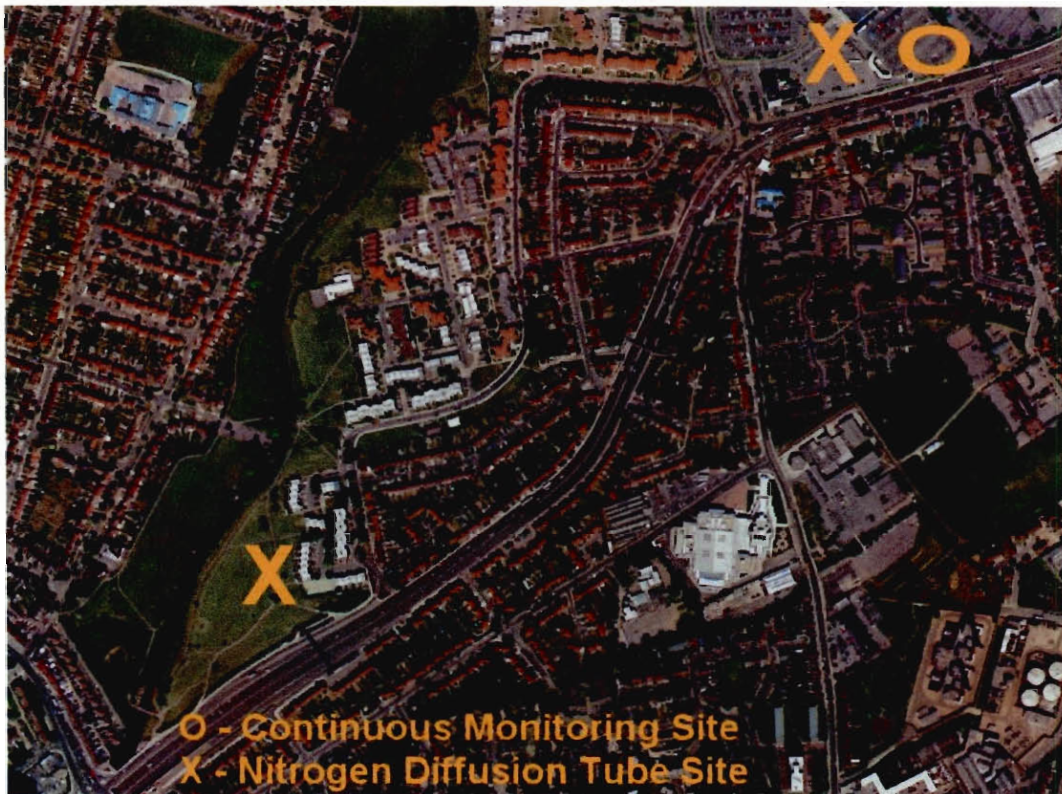 X O
X
O - Continuous Monitoring Site
X - Nitrogen Diffusion Tube Site